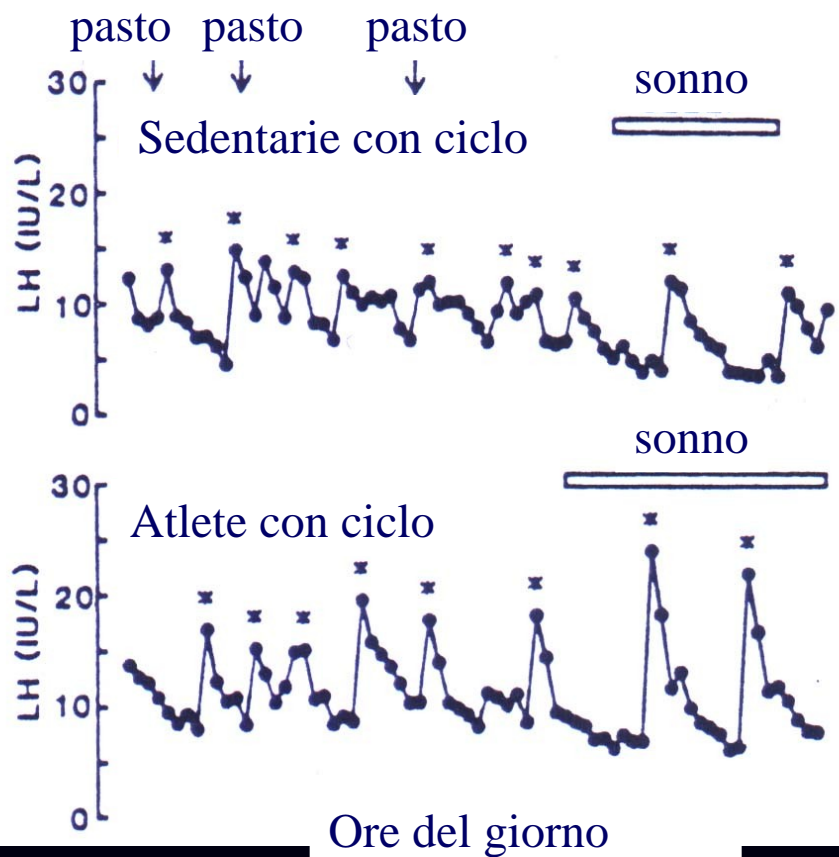 pasto pasto pasto
30
sonno
Sedentarie con ciclo
20
LH (IU/L)
10
0
sonno
30
Atlete con ciclo
20
LH (IU/L)
10
0
Ore del giorno